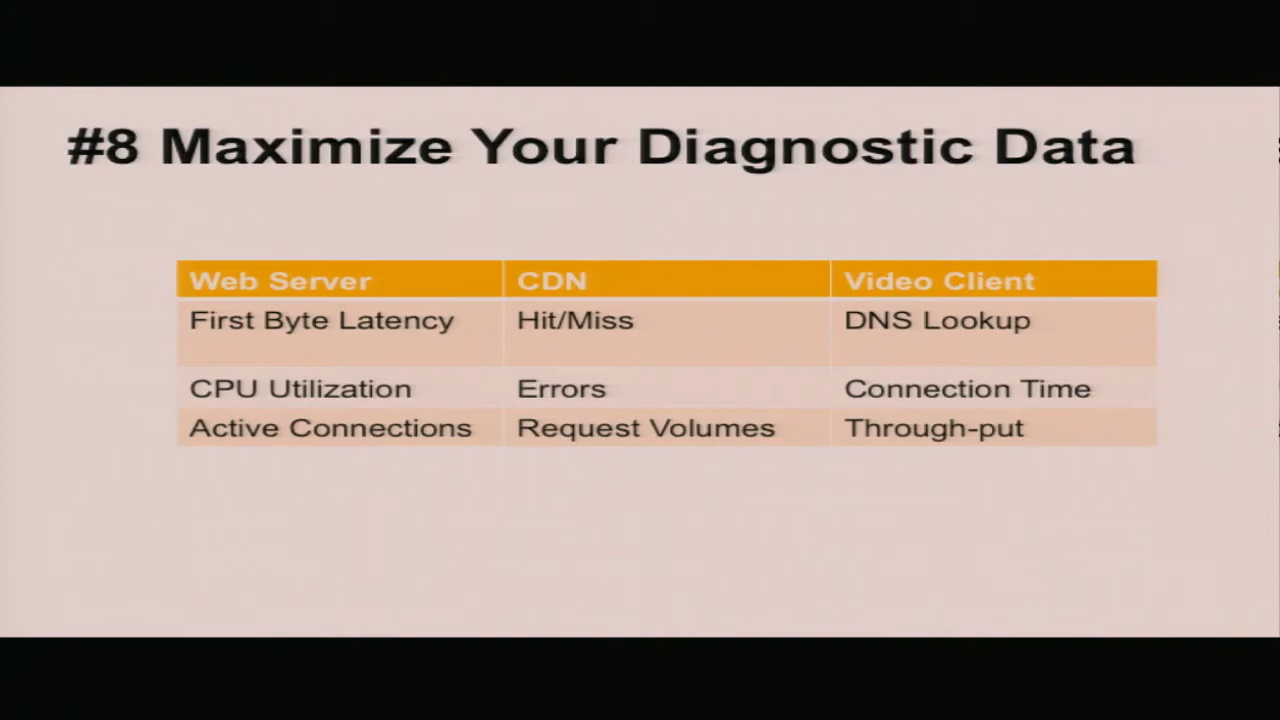 #8 Maximize Your Diagnostic Data
Web Server CDN Video Client
First Byte Latency Hit/Miss DNS Lookup
CPU Utilization Errors Connection Time
Active Connections Request Volumes Through-put